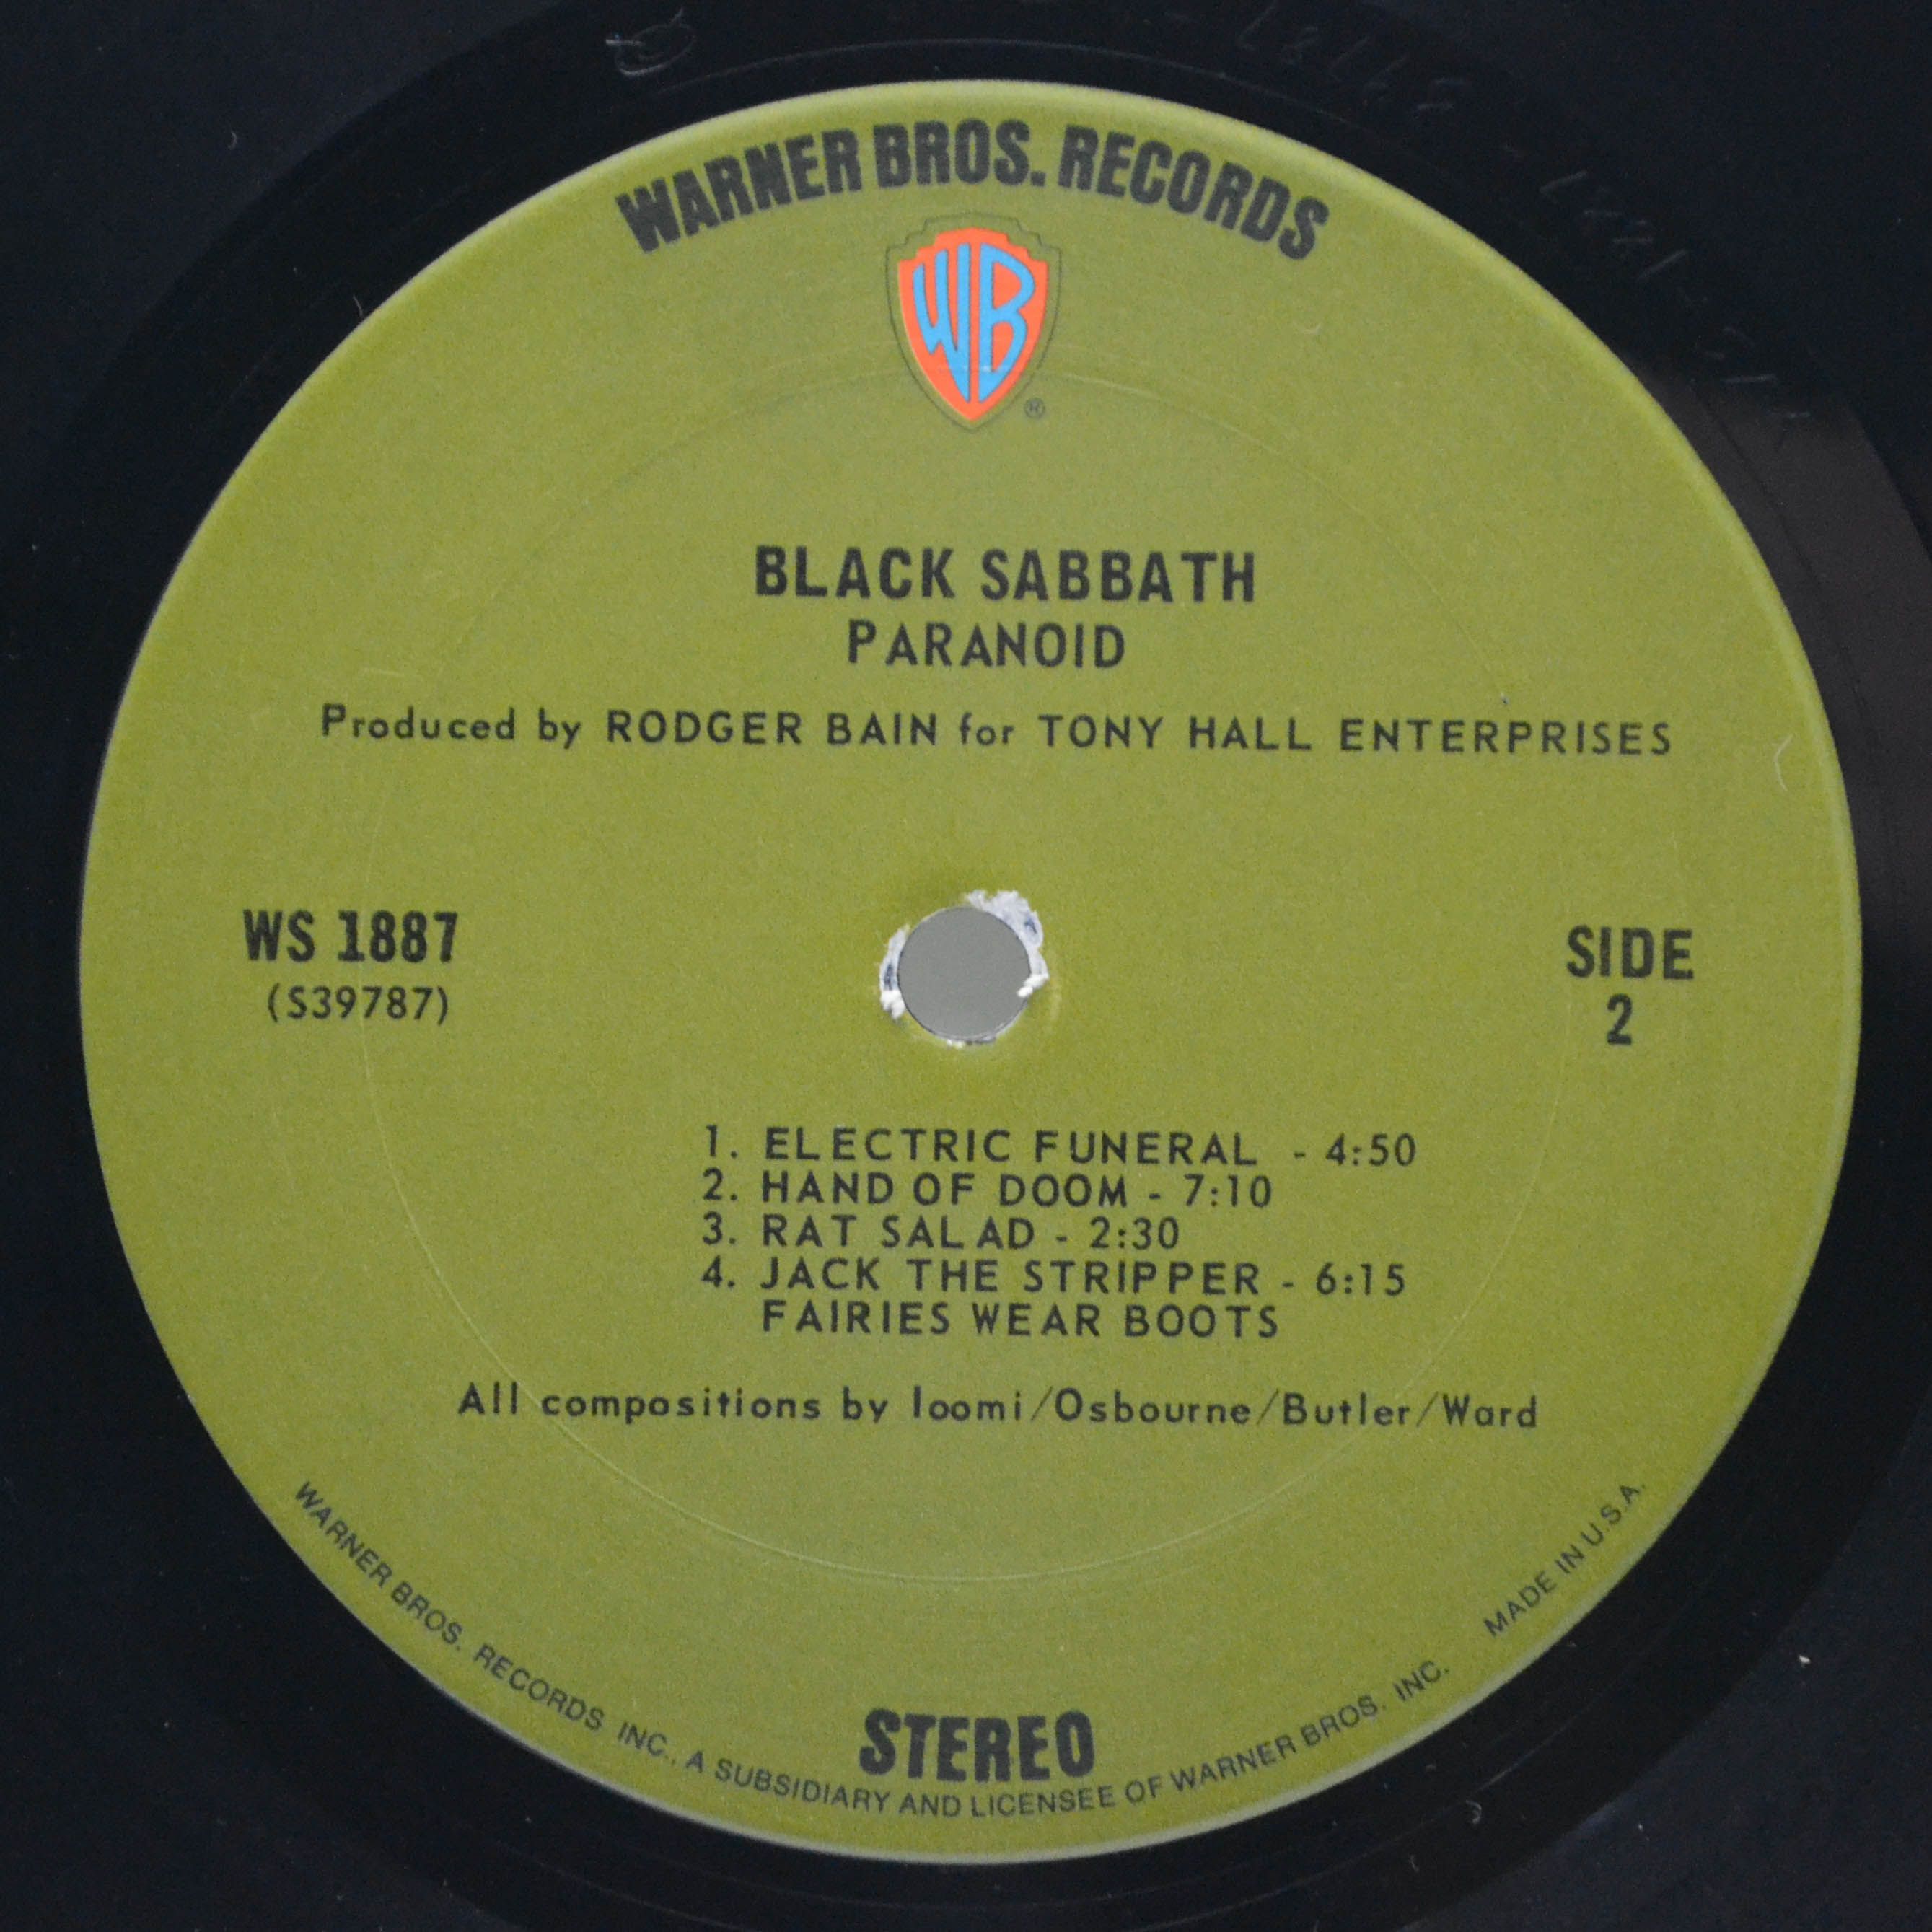 WARNER BROS. RECORDS
WB
®
BLACK SABBATH
PARANOID
Produced by RODGER BAIN for TONY HALL ENTERPRISES
WS 1887
(S39787)
SIDE
2
1. ELECTRIC FUNERAL - 4:50
2. HAND OF DOOM - 7:10
3. RAT SALAD - 2:30
4. JACK THE STRIPPER - 6:15
FAIRIES WEAR BOOTS
All compositions by Ioomi/Osbourne/Butler/Ward
STEREO
WARNER BROS. RECORDS INC., A SUBSIDIARY AND LICENSEE OF WARNER BROS. INC. MADE IN U.S.A.